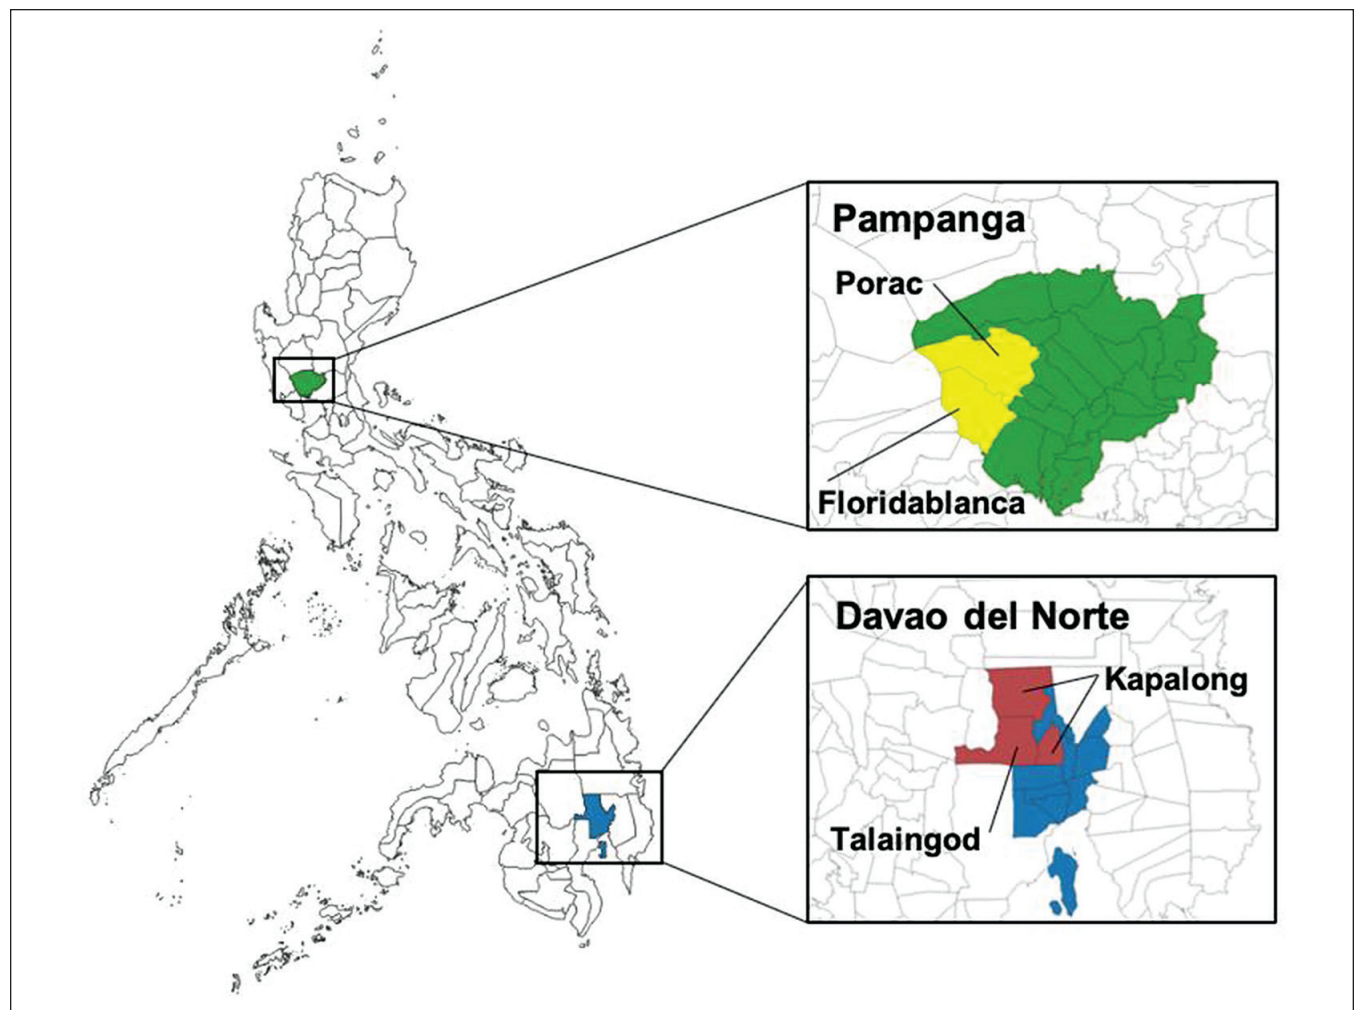 Pampanga
Porac
Floridablanca
Davao del Norte
Kapalong
Talaingod